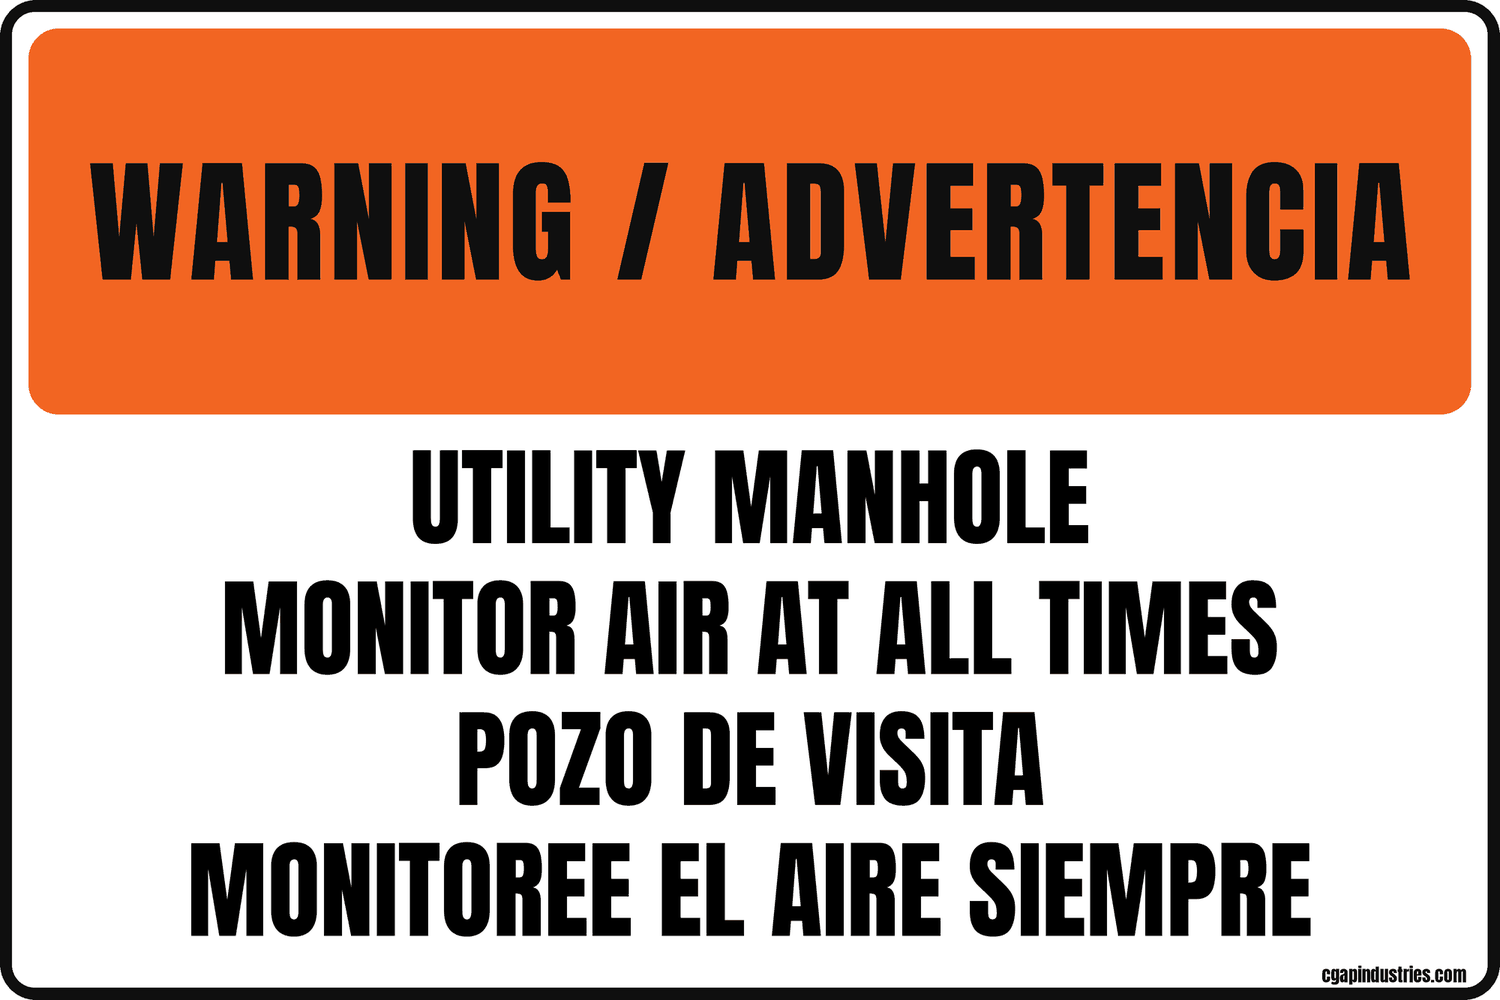 WARNING / ADVERTENCIA
UTILITY MANHOLE
MONITOR AIR AT ALL TIMES
POZO DE VISITA
MONITOREE EL AIRE SIEMPRE
cgapindustries.com